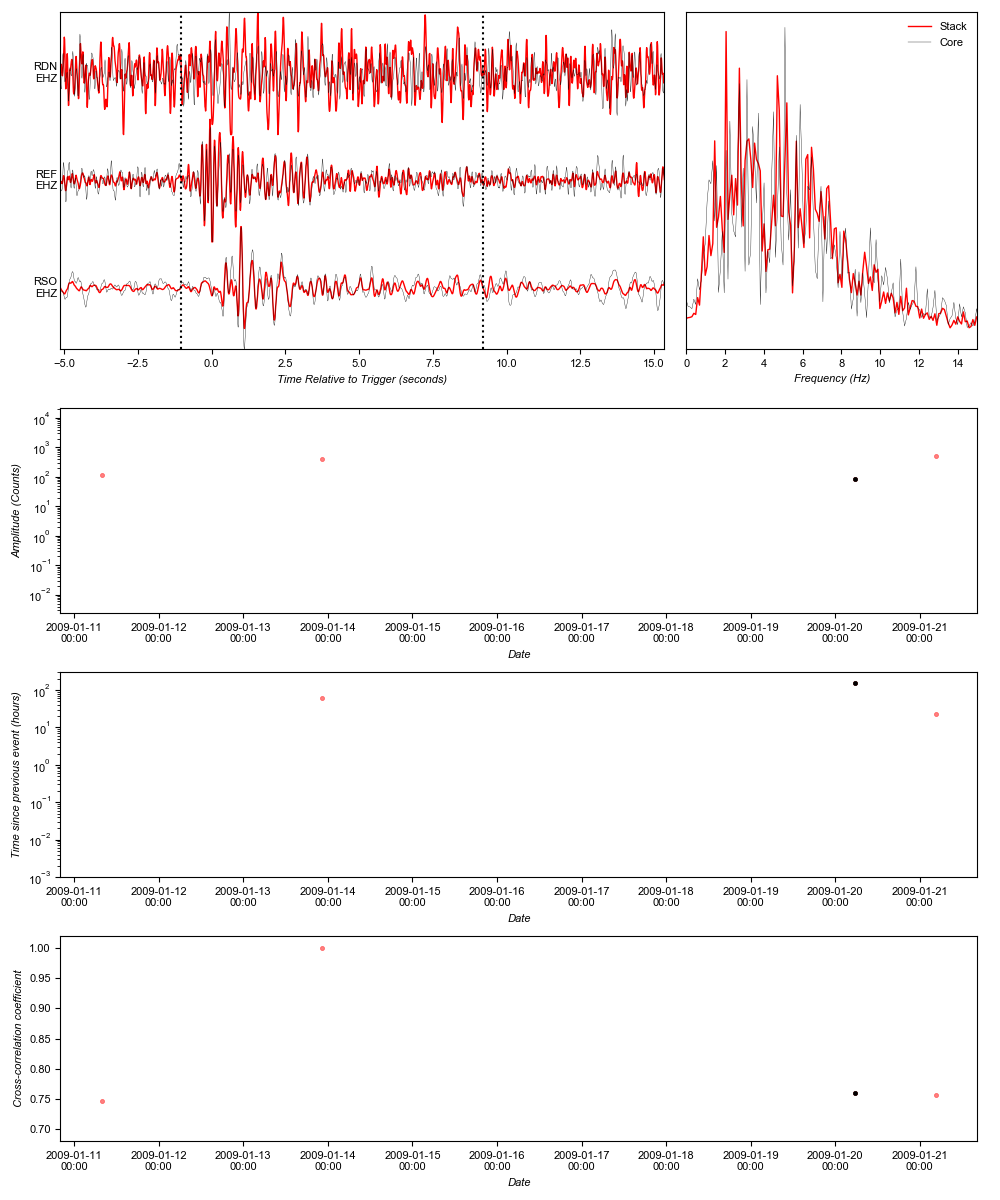 RDN
EHZ
REF
EHZ
RSO
EHZ
−5.0 −2.5 0.0 2.5 5.0 7.5 10.0 12.5 15.0
Time Relative to Trigger (seconds)
Stack
Core
0 2 4 6 8 10 12 14
Frequency (Hz)
10^4
10^3
10^2
10^1
10^0
10^−1
10^−2
Amplitude (Counts)
2009-01-11 2009-01-12 2009-01-13 2009-01-14 2009-01-15 2009-01-16 2009-01-17 2009-01-18 2009-01-19 2009-01-20 2009-01-21
00:00 00:00 00:00 00:00 00:00 00:00 00:00 00:00 00:00 00:00 00:00
Date
10^2
10^1
10^0
10^−1
10^−2
10^−3
Time since previous event (hours)
2009-01-11 2009-01-12 2009-01-13 2009-01-14 2009-01-15 2009-01-16 2009-01-17 2009-01-18 2009-01-19 2009-01-20 2009-01-21
00:00 00:00 00:00 00:00 00:00 00:00 00:00 00:00 00:00 00:00 00:00
Date
1.00
0.95
0.90
0.85
0.80
0.75
0.70
Cross-correlation coefficient
2009-01-11 2009-01-12 2009-01-13 2009-01-14 2009-01-15 2009-01-16 2009-01-17 2009-01-18 2009-01-19 2009-01-20 2009-01-21
00:00 00:00 00:00 00:00 00:00 00:00 00:00 00:00 00:00 00:00 00:00
Date